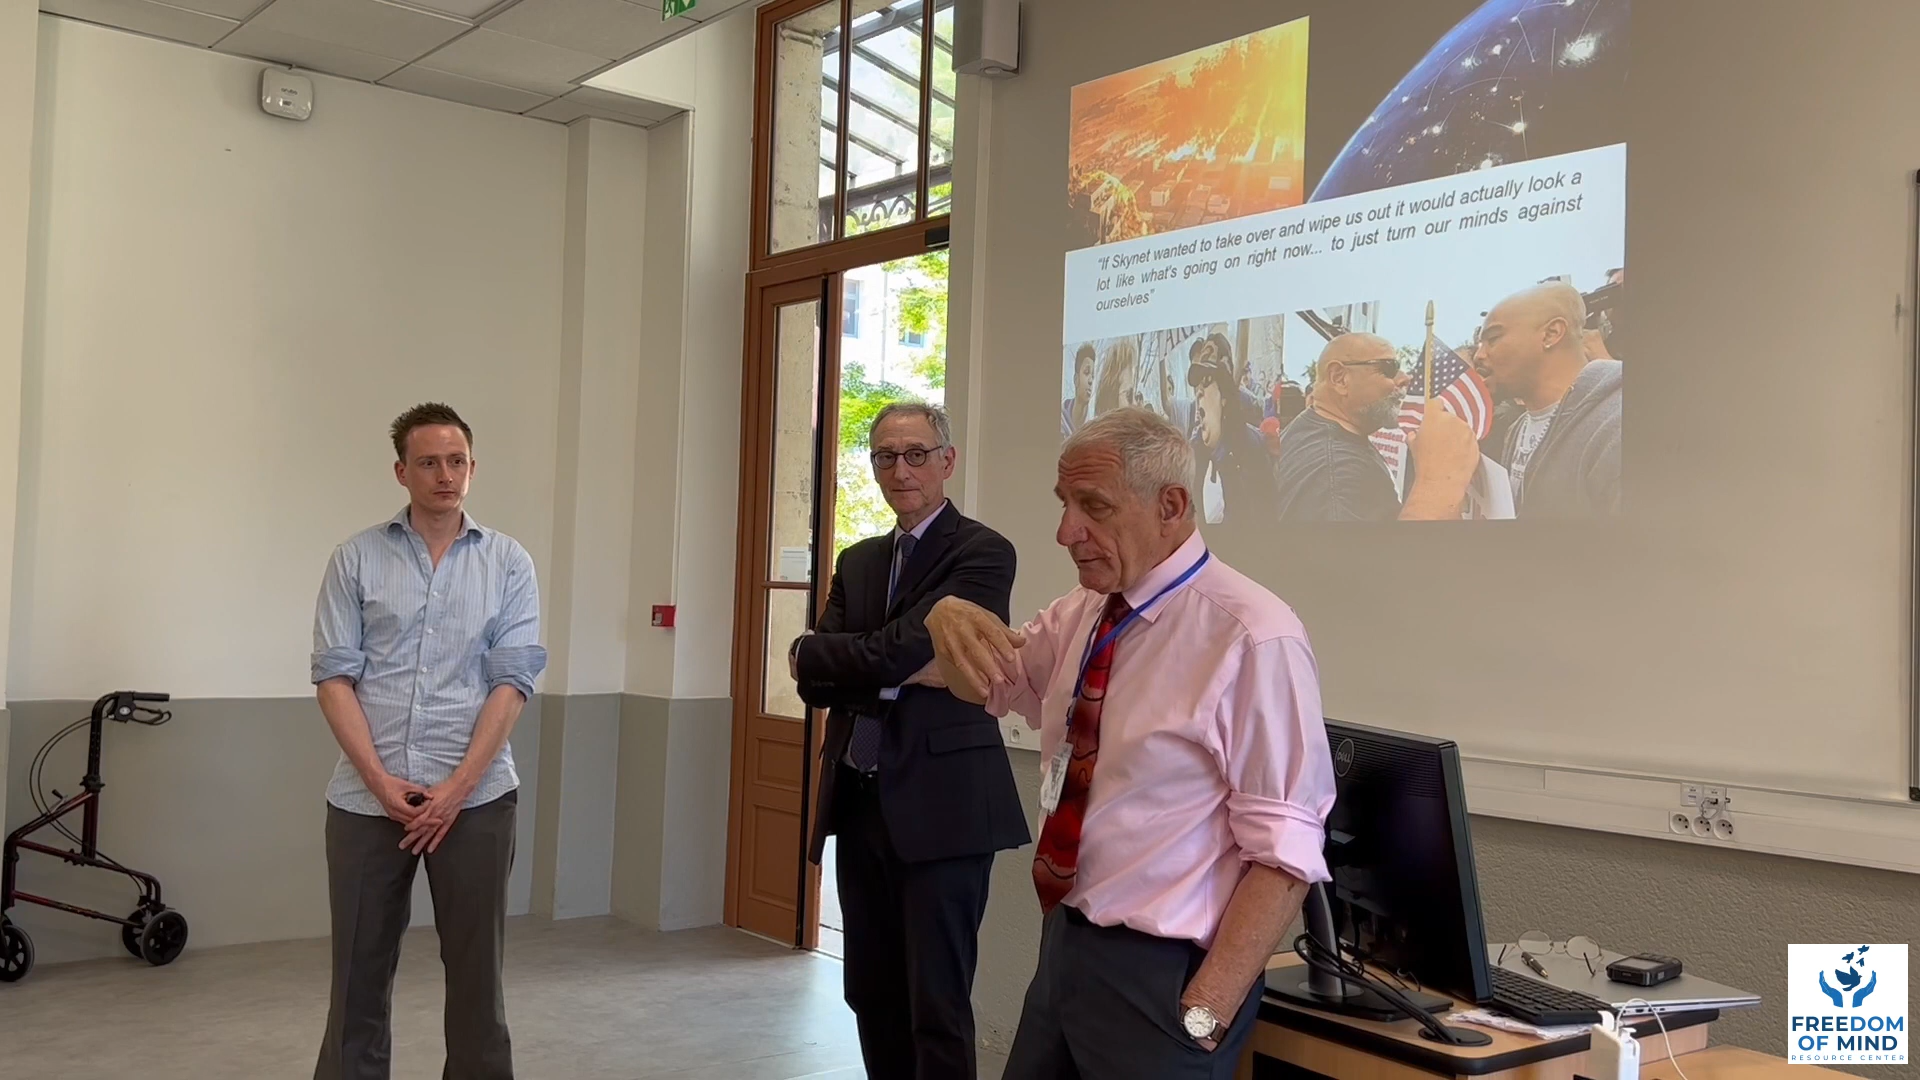 “If Skynet wanted to take over and wipe us out it would actually look a
lot like what's going on right now... to just turn our minds against
ourselves”
DELL
FREEDOM
OF MIND
RESOURCE CENTER